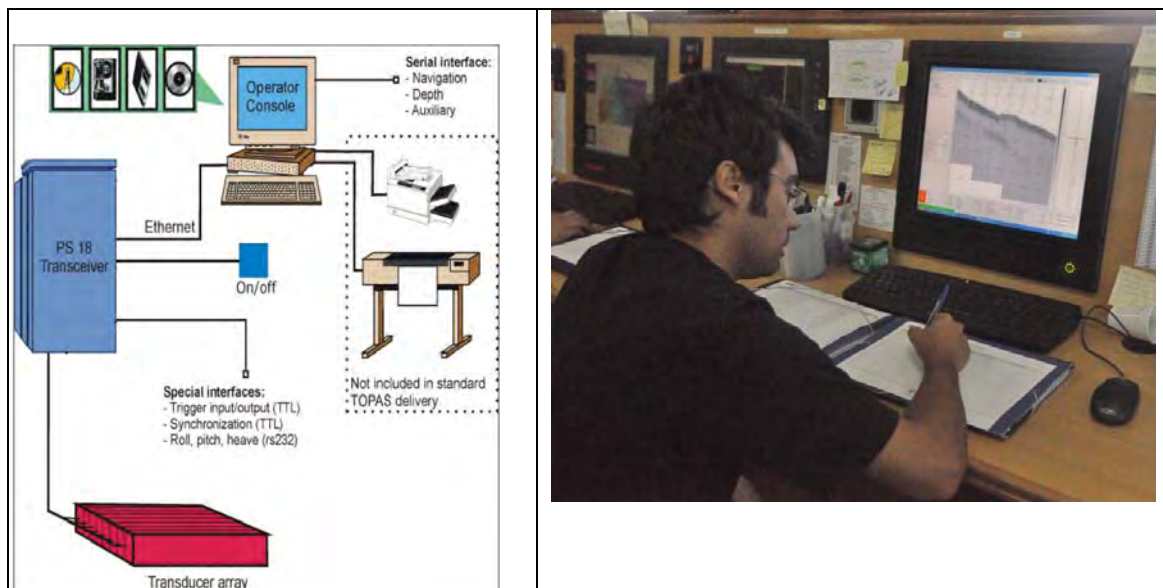 Operator
Console
Serial interface:
- Navigation
- Depth
- Auxiliary
Ethernet
PS 18
Transceiver
On/off
Not included in standard
TOPAS delivery
Special interfaces:
- Trigger input/output (TTL)
- Synchronization (TTL)
- Roll, pitch, heave (rs232)
Transducer array